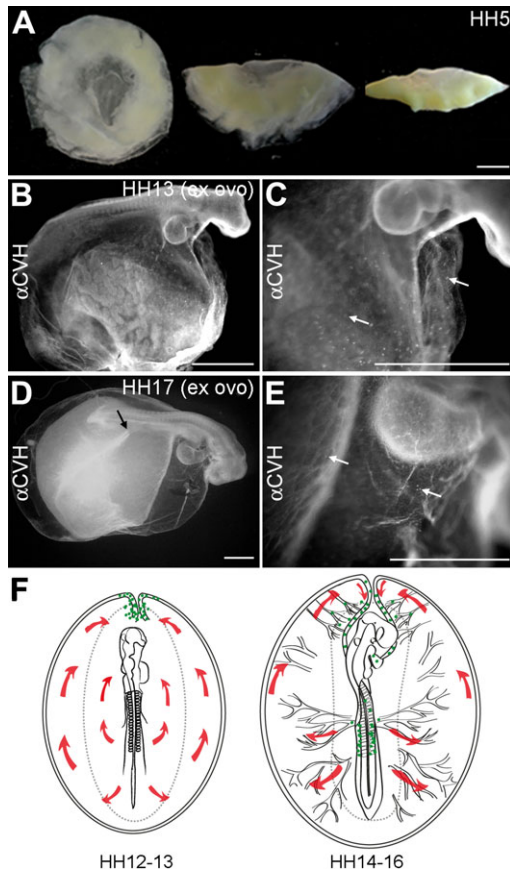 A HH5
B HH13 (ex ovo) C
αCVH αCVH
D HH17 (ex ovo) E
αCVH αCVH
F
HH12-13 HH14-16